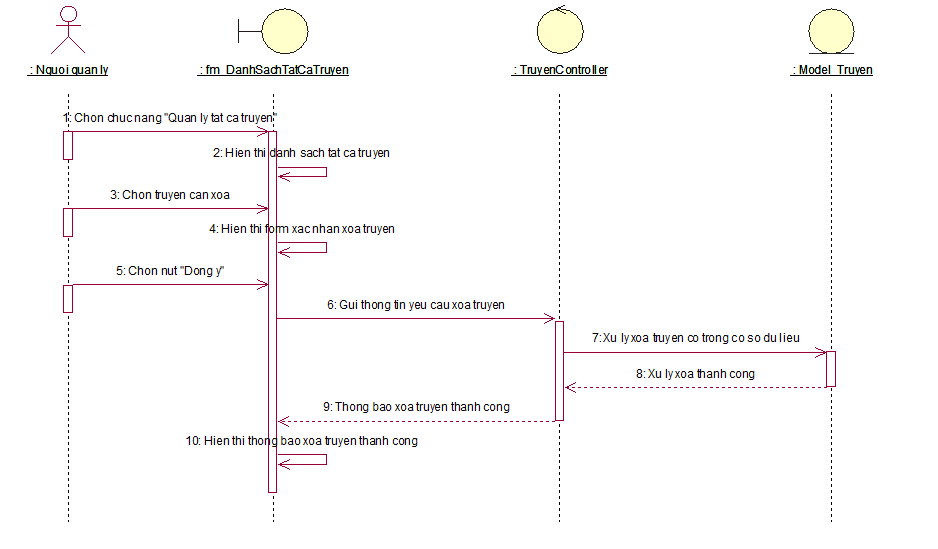 : Nguoi quan ly
: fm_DanhSachTatCaTruyen
: TruyenController
: Model_Truyen
1: Chon chuc nang "Quan ly tat ca truyen"
2: Hien thi danh sach tat ca truyen
3: Chon truyen can xoa
4: Hien thi form xac nhan xoa truyen
5: Chon nut "Dong y"
6: Gui thong tin yeu cau xoa truyen
7:Xu ly xoa truyen co trong co so du lieu
8: Xu ly xoa thanh cong
9: Thong bao xoa truyen thanh cong
10: Hien thi thong bao xoa truyen thanh cong